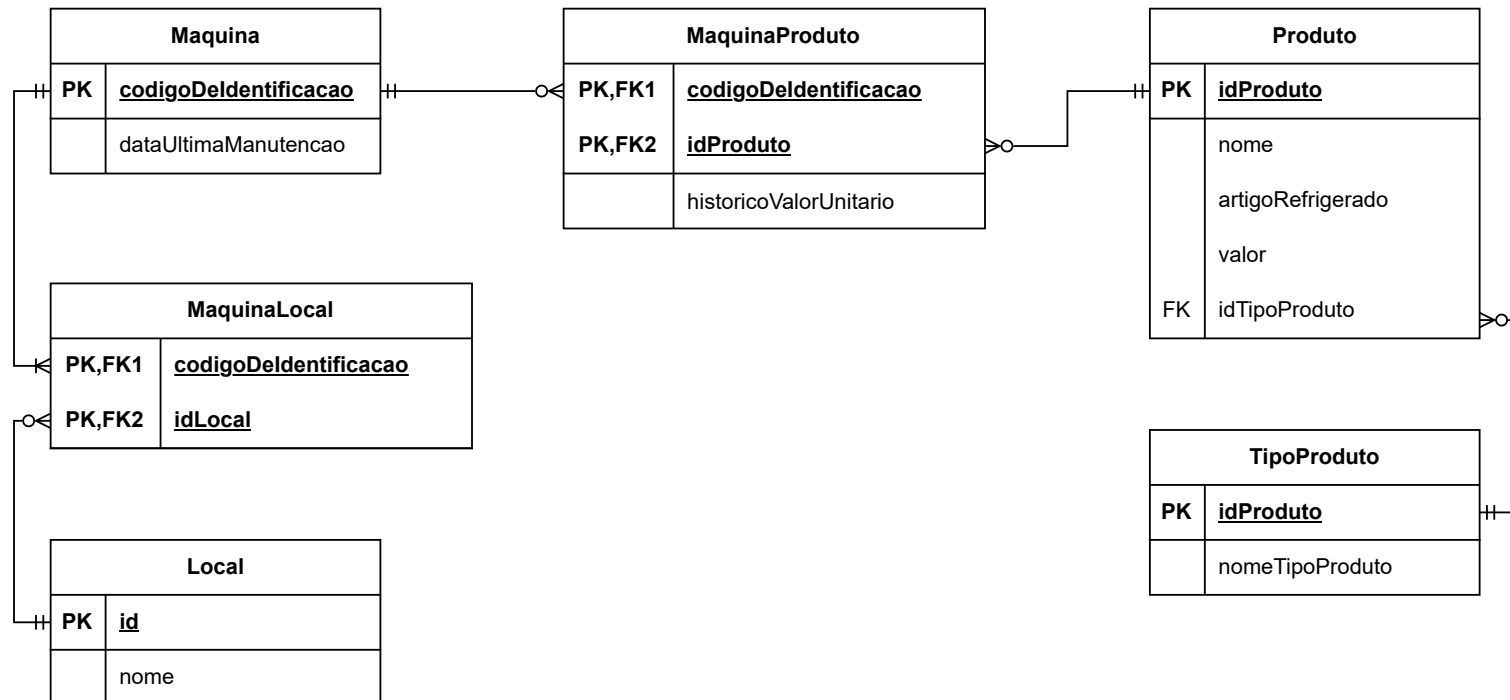 Maquina
PK codigoDeIdentificacao
dataUltimaManutencao
MaquinaProduto
PK,FK1 codigoDeIdentificacao
PK,FK2 idProduto
historicoValorUnitario
Produto
PK idProduto
nome
artigoRefrigerado
valor
FK idTipoProduto
MaquinaLocal
PK,FK1 codigoDeIdentificacao
PK,FK2 idLocal
TipoProduto
PK idProduto
nomeTipoProduto
Local
PK id
nome